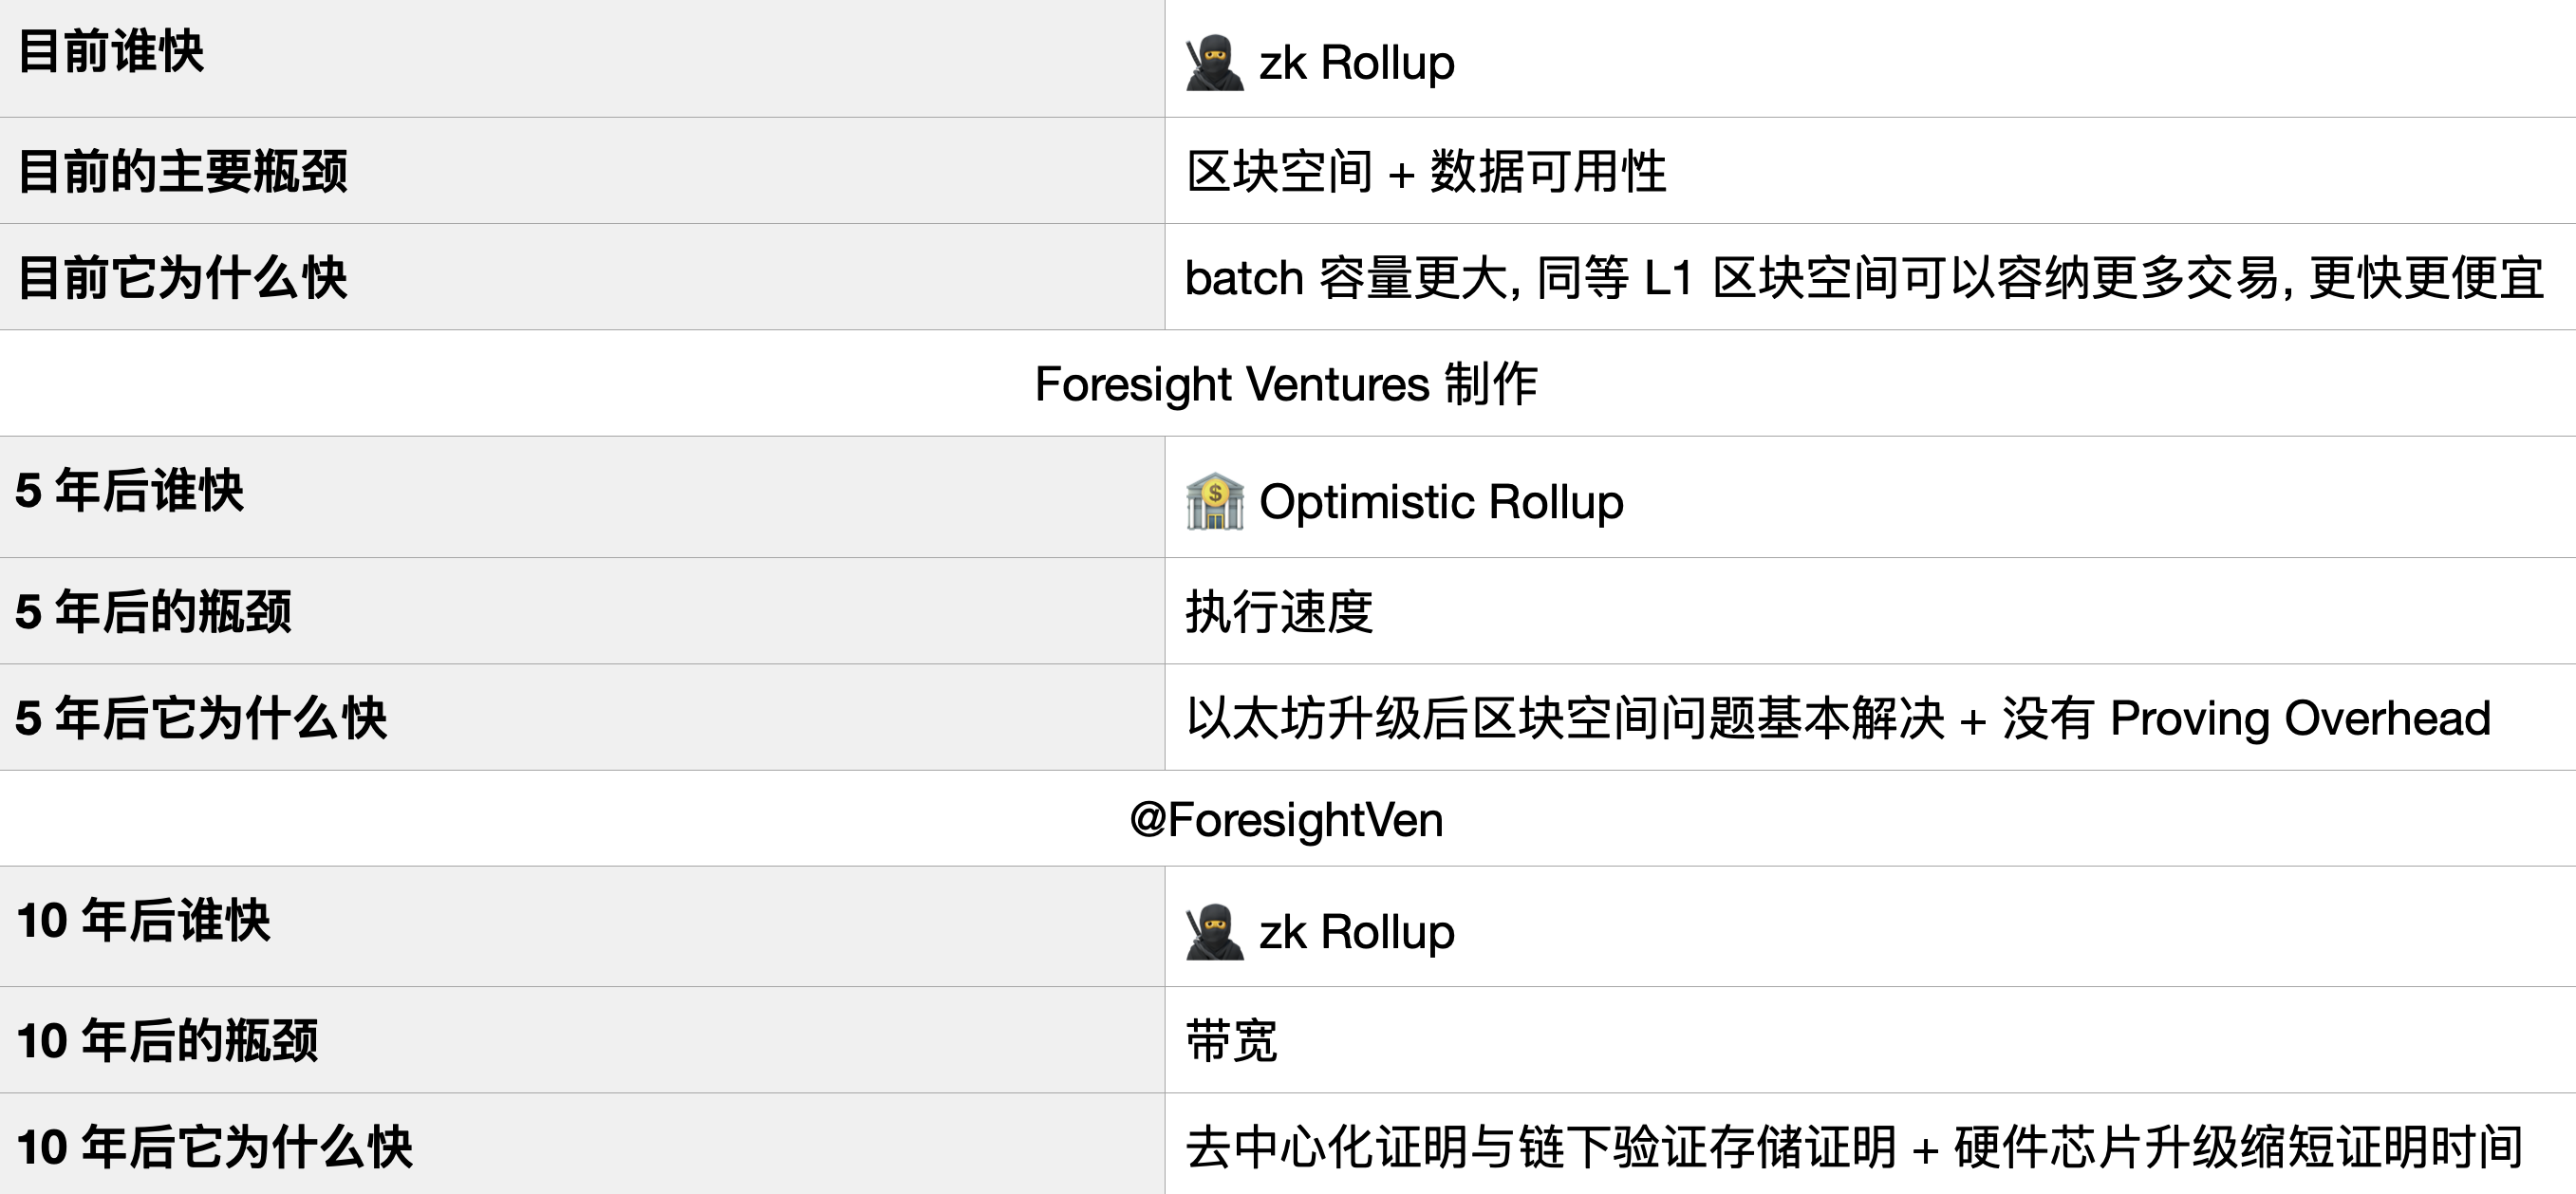 目前谁快
🥷 zk Rollup
目前的主要瓶颈
区块空间 + 数据可用性
目前它为什么快
batch 容量更大, 同等 L1 区块空间可以容纳更多交易, 更快更便宜
Foresight Ventures 制作
5 年后谁快
🏦 Optimistic Rollup
5 年后的瓶颈
执行速度
5 年后它为什么快
以太坊升级后区块空间问题基本解决 + 没有 Proving Overhead
@ForesightVen
10 年后谁快
🥷 zk Rollup
10 年后的瓶颈
带宽
10 年后它为什么快
去中心化证明与链下验证存储证明 + 硬件芯片升级缩短证明时间